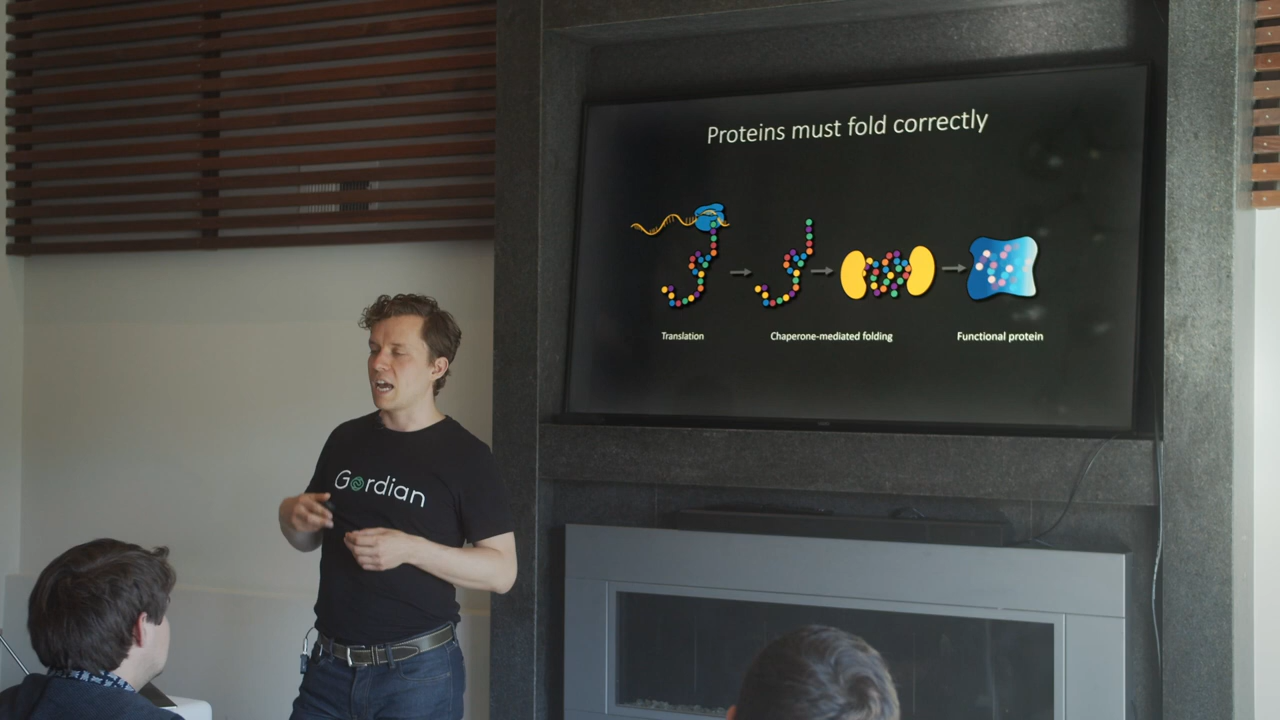 Proteins must fold correctly
Translation
Chaperone-mediated folding
Functional protein
Gordian